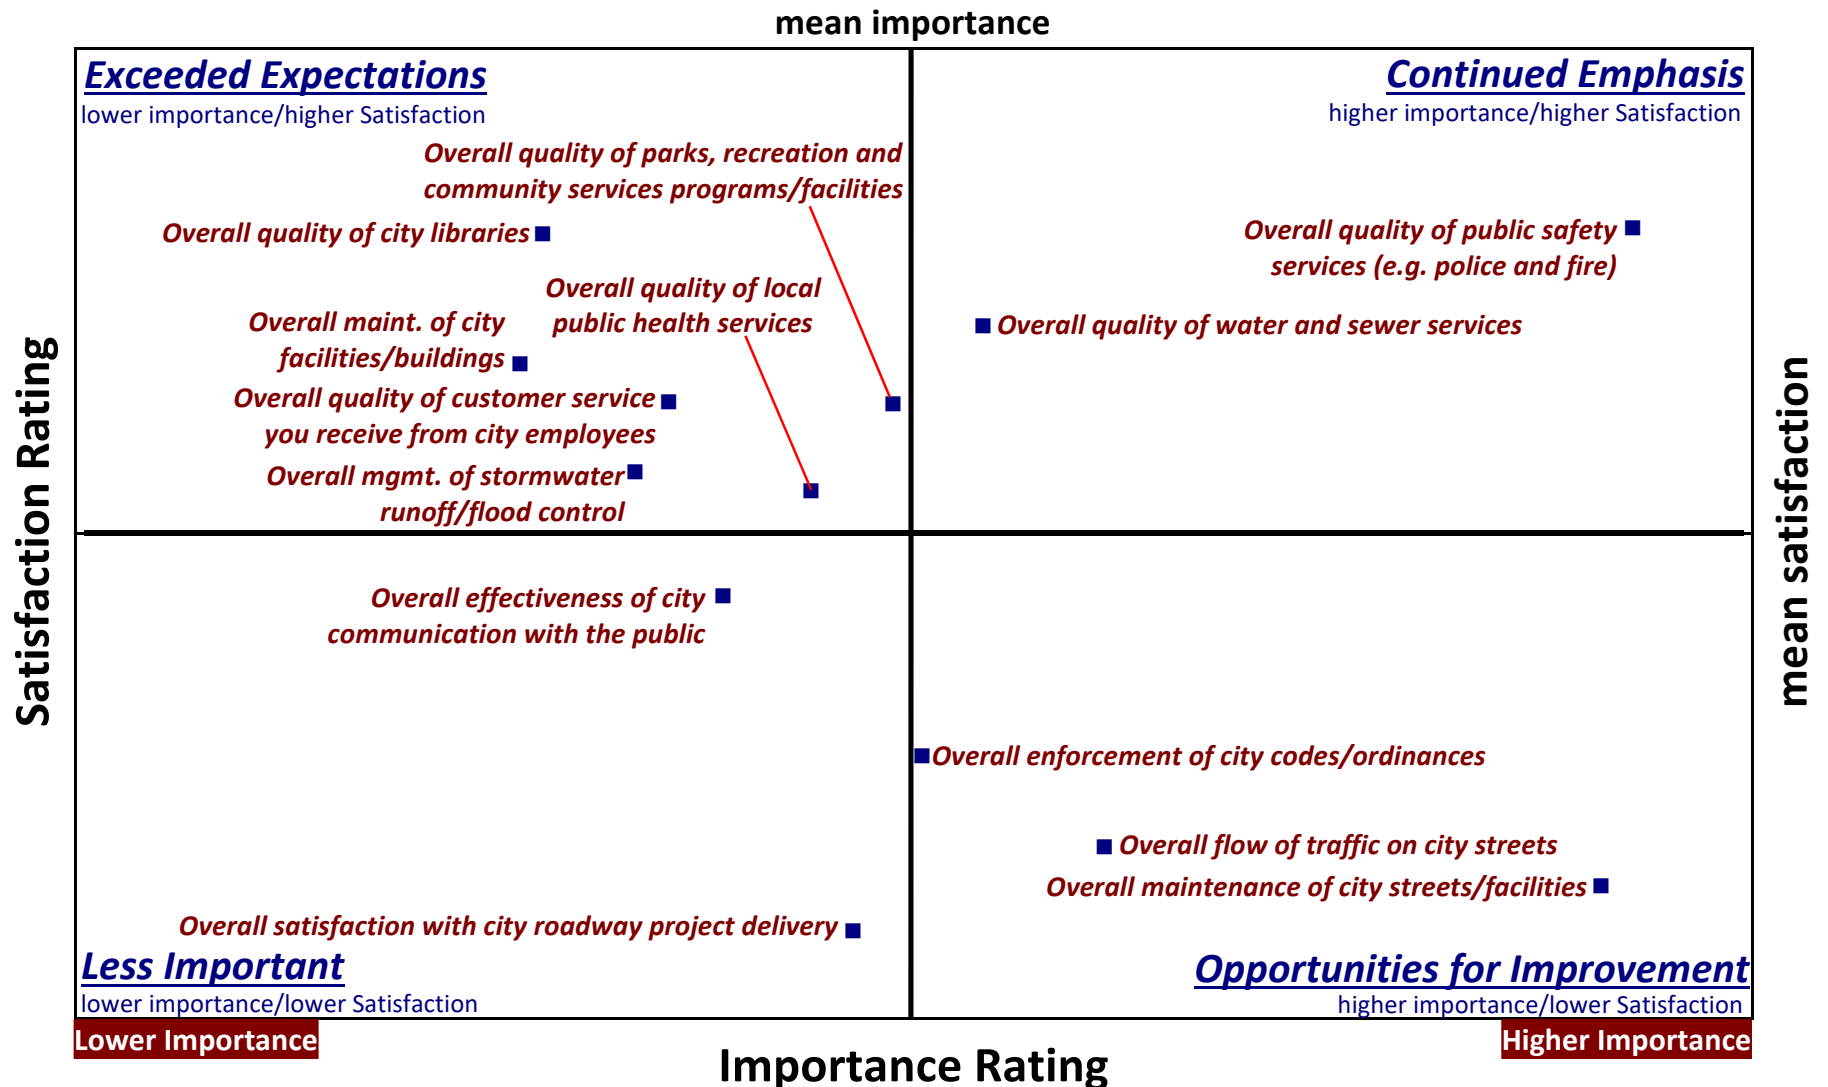 mean importance
Exceeded Expectations
lower importance/higher Satisfaction
Continued Emphasis
higher importance/higher Satisfaction
Overall quality of parks, recreation and
community services programs/facilities
Overall quality of city libraries
Overall quality of public safety
services (e.g. police and fire)
Overall quality of local
public health services
Overall maint. of city
facilities/buildings
Overall quality of water and sewer services
Overall quality of customer service
you receive from city employees
Overall mgmt. of stormwater
runoff/flood control
Satisfaction Rating
mean satisfaction
Overall effectiveness of city
communication with the public
Overall enforcement of city codes/ordinances
Overall flow of traffic on city streets
Overall maintenance of city streets/facilities
Overall satisfaction with city roadway project delivery
Less Important
lower importance/lower Satisfaction
Opportunities for Improvement
higher importance/lower Satisfaction
Lower Importance
Importance Rating
Higher Importance